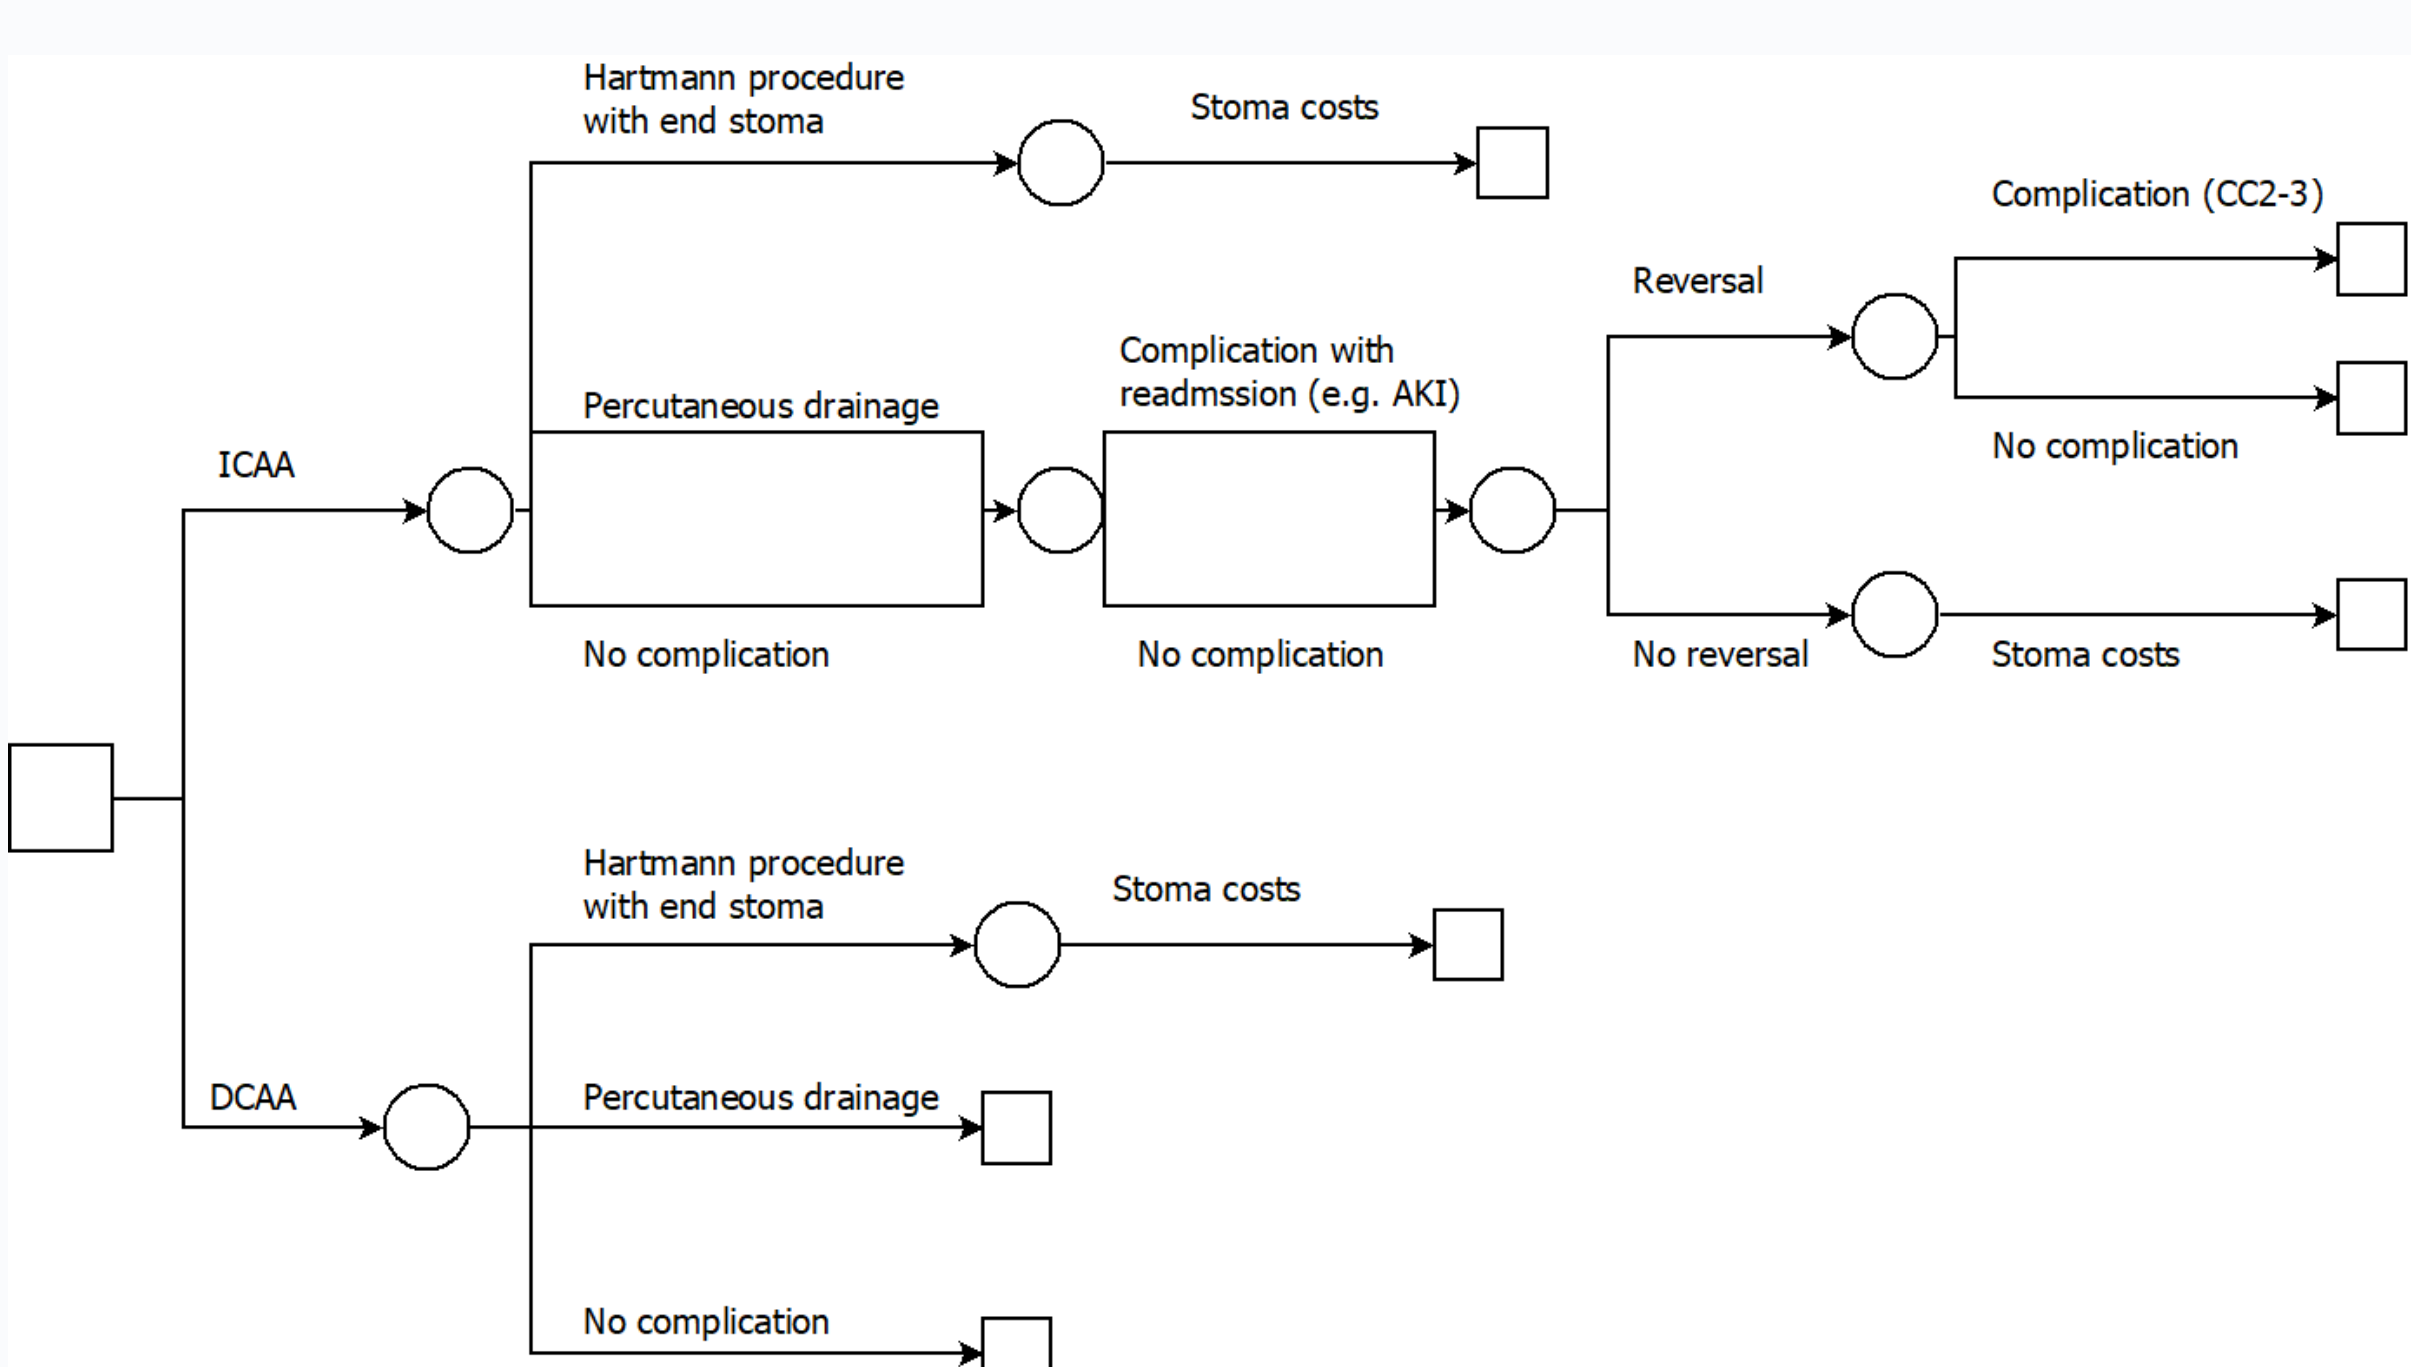 Hartmann procedure
with end stoma
Stoma costs
Complication (CC2-3)
Reversal
Complication with
readmssion (e.g. AKI)
Percutaneous drainage
No complication
ICAA
No complication
No complication
No reversal
Stoma costs
Hartmann procedure
with end stoma
Stoma costs
DCAA
Percutaneous drainage
No complication